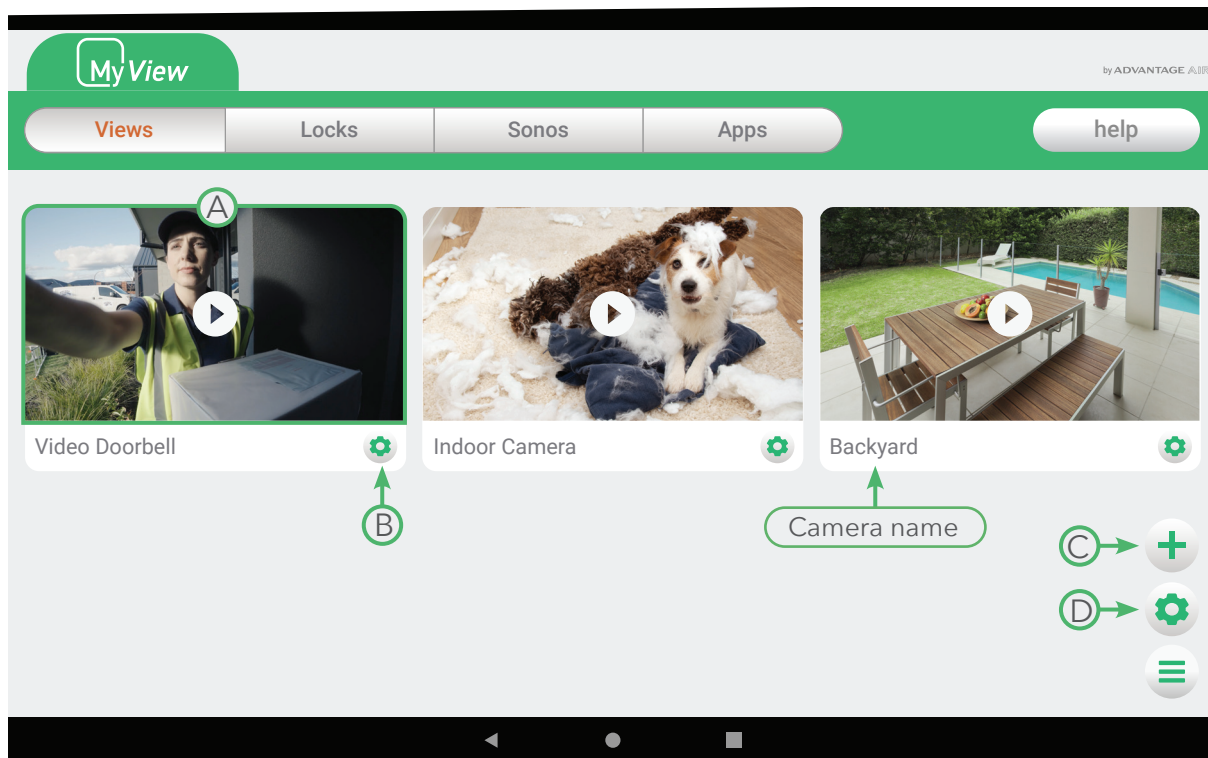 MyView
by ADVANTAGE AIR
Views Locks Sonos Apps help
A
Video Doorbell Indoor Camera Backyard
B Camera name
C
D